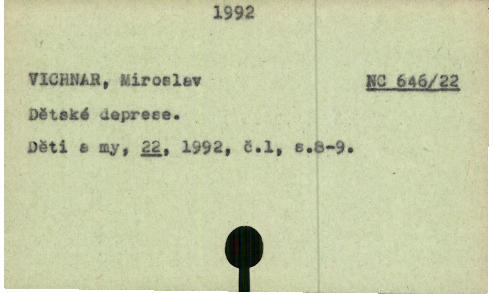 1992
VICHNAR, Miroslav NC 646/22
Dětské deprese.
Děti a my, 22, 1992, č.1, s.8-9.